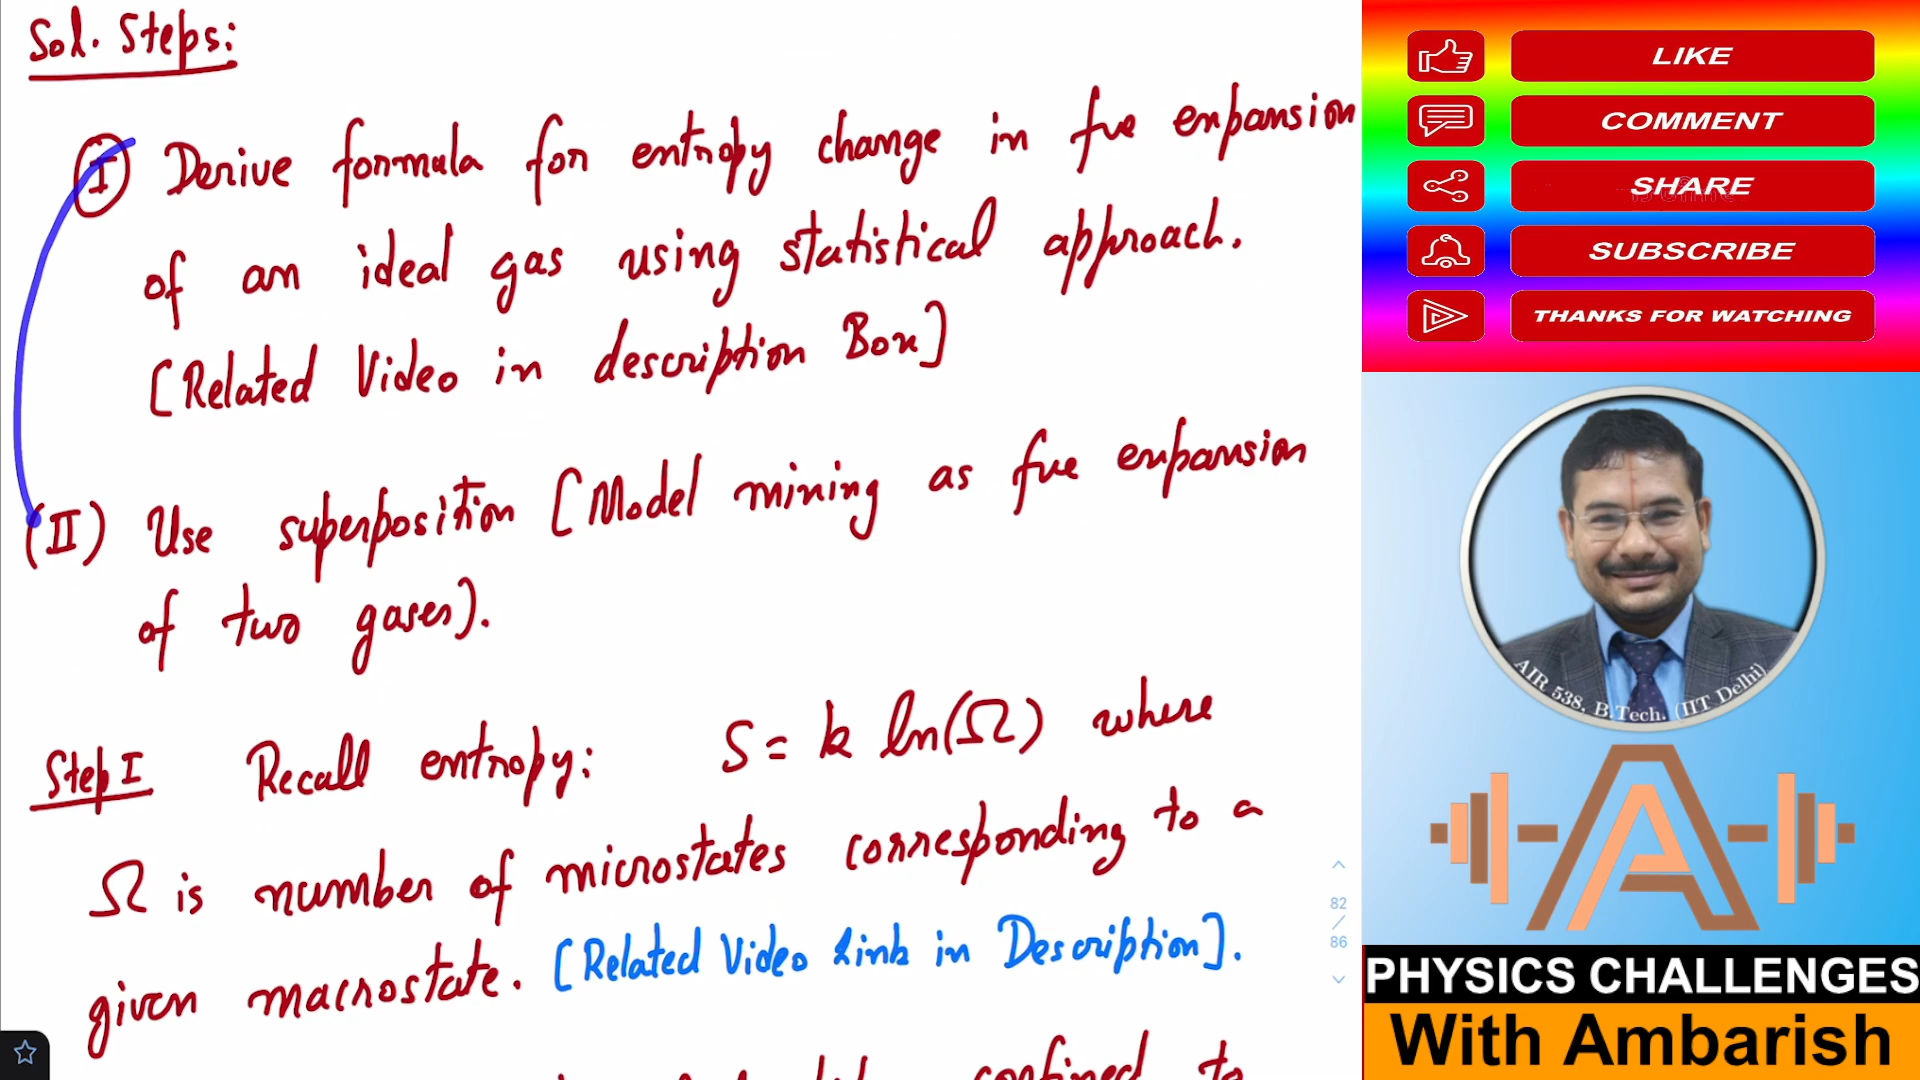 Sol. Steps:
(I) Derive formula for entropy change in free expansion
of an ideal gas using statistical approach.
[Related Video in description Box]
(II) Use superposition [Model mixing as free expansion
of two gases].
Step I Recall entropy: S = k ln(Ω) where
Ω is number of microstates corresponding to a
given macrostate. [Related Video Link in Description].
confined to
LIKE
COMMENT
SHARE
SUBSCRIBE
THANKS FOR WATCHING
AIR 538, B.Tech. (IIT Delhi)
A
82
/
86
PHYSICS CHALLENGES
With Ambarish